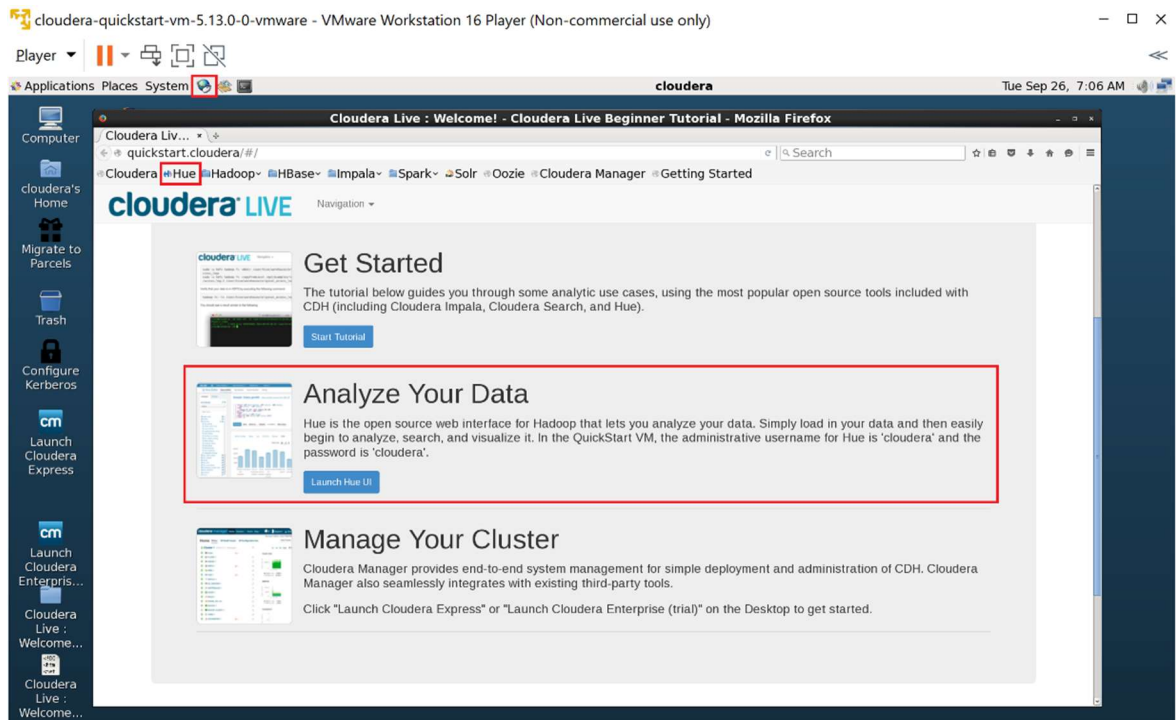 cloudera-quickstart-vm-5.13.0-0-vmware - VMware Workstation 16 Player (Non-commercial use only)
Player
Applications Places System
cloudera
Tue Sep 26, 7:06 AM
Computer
cloudera's
Home
Migrate to
Parcels
Trash
Configure
Kerberos
cm
Launch
Cloudera
Express
cm
Launch
Cloudera
Enterpris...
Cloudera
Live :
Welcome...
Cloudera
Live :
Welcome...
Cloudera Live : Welcome! - Cloudera Live Beginner Tutorial - Mozilla Firefox
Cloudera Liv...
quickstart.cloudera/#/
Search
Cloudera Hue Hadoop HBase Impala Spark Solr Oozie Cloudera Manager Getting Started
cloudera LIVE
Navigation
Get Started
The tutorial below guides you through some analytic use cases, using the most popular open source tools included with
CDH (including Cloudera Impala, Cloudera Search, and Hue).
Start Tutorial
Analyze Your Data
Hue is the open source web interface for Hadoop that lets you analyze your data. Simply load in your data and then easily
begin to analyze, search, and visualize it. In the QuickStart VM, the administrative username for Hue is 'cloudera' and the
password is 'cloudera'.
Launch Hue UI
Manage Your Cluster
Cloudera Manager provides end-to-end system management for simple deployment and administration of CDH. Cloudera
Manager also seamlessly integrates with existing third-party tools.
Click "Launch Cloudera Express" or "Launch Cloudera Enterprise (trial)" on the Desktop to get started.